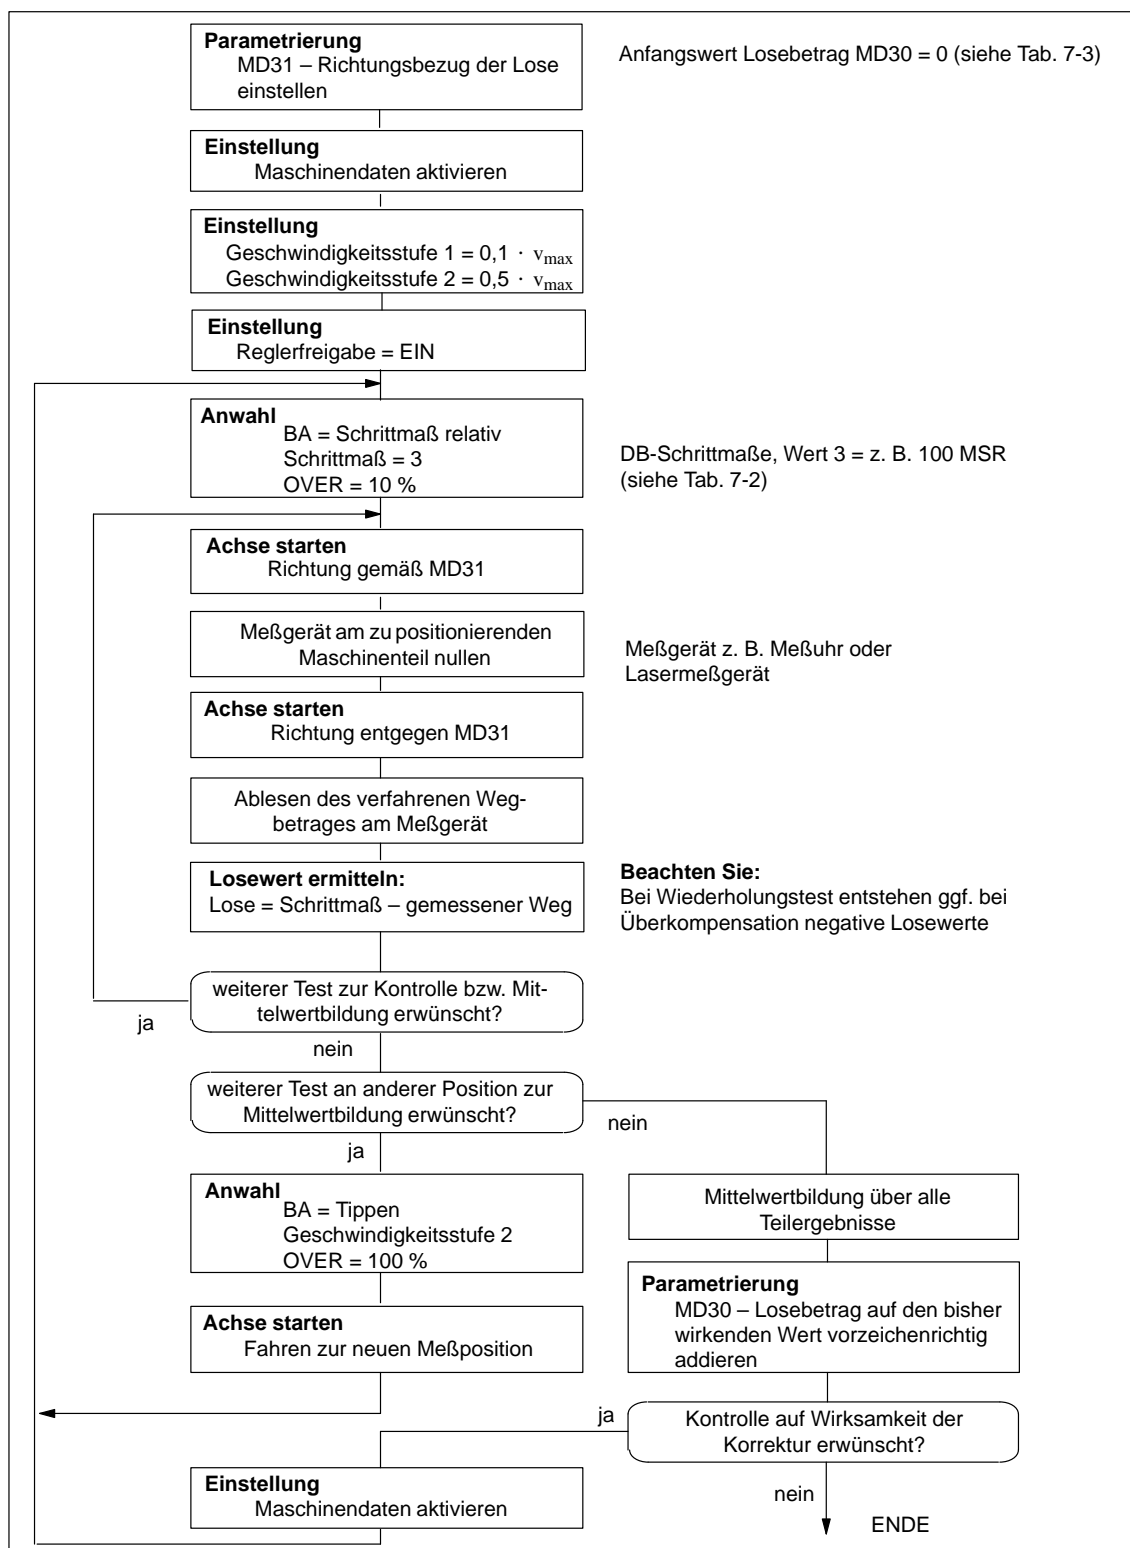 Parametrierung
MD31 – Richtungsbezug der Lose
einstellen
Anfangswert Losebetrag MD30 = 0 (siehe Tab. 7-3)
Einstellung
Maschinendaten aktivieren
Einstellung
Geschwindigkeitsstufe 1 = 0,1 · vmax
Geschwindigkeitsstufe 2 = 0,5 · vmax
Einstellung
Reglerfreigabe = EIN
Anwahl
BA = Schrittmaß relativ
Schrittmaß = 3
OVER = 10 %
DB-Schrittmaße, Wert 3 = z. B. 100 MSR
(siehe Tab. 7-2)
Achse starten
Richtung gemäß MD31
Meßgerät am zu positionierenden
Maschinenteil nullen
Meßgerät z. B. Meßuhr oder
Lasermeßgerät
Achse starten
Richtung entgegen MD31
Ablesen des verfahrenen Weg-
betrages am Meßgerät
Losewert ermitteln:
Lose = Schrittmaß – gemessener Weg
Beachten Sie:
Bei Wiederholungstest entstehen ggf. bei
Überkompensation negative Losewerte
weiterer Test zur Kontrolle bzw. Mit-
telwertbildung erwünscht?
ja
nein
weiterer Test an anderer Position zur
Mittelwertbildung erwünscht?
nein
ja
Anwahl
BA = Tippen
Geschwindigkeitsstufe 2
OVER = 100 %
Mittelwertbildung über alle
Teilergebnisse
Parametrierung
MD30 – Losebetrag auf den bisher
wirkenden Wert vorzeichenrichtig
addieren
Achse starten
Fahren zur neuen Meßposition
ja
Kontrolle auf Wirksamkeit der
Korrektur erwünscht?
Einstellung
Maschinendaten aktivieren
nein
ENDE